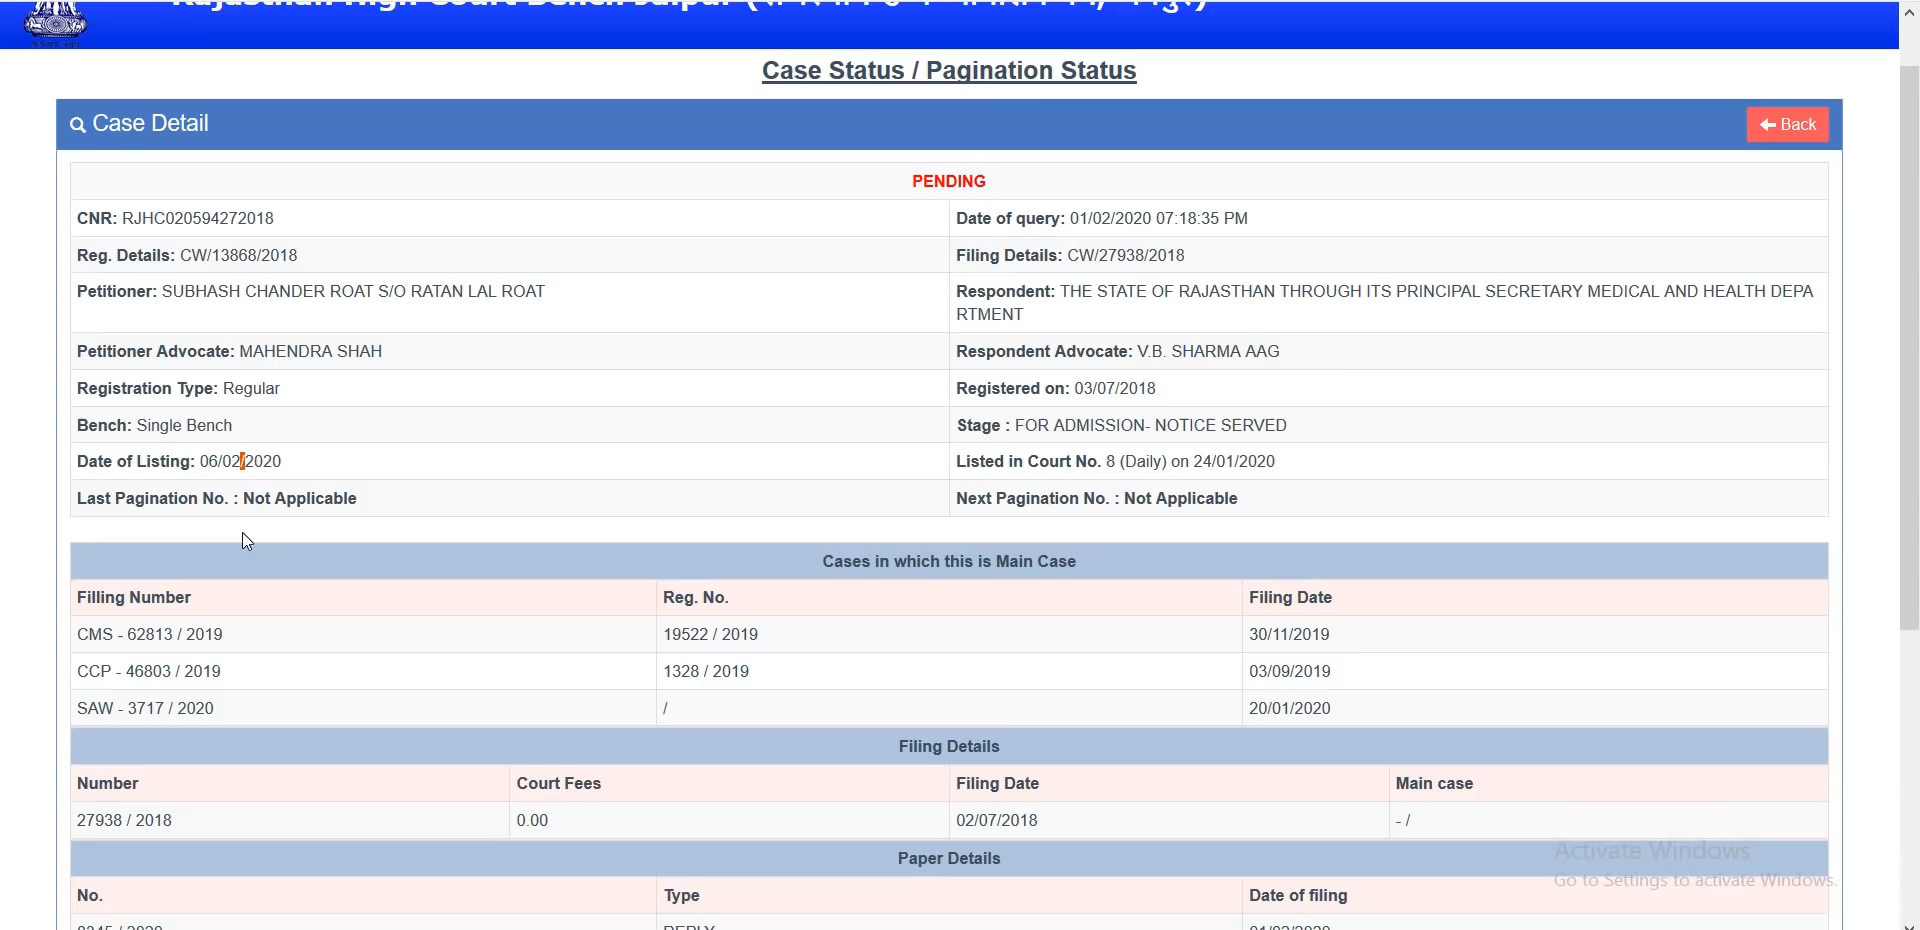 Case Status / Pagination Status
Case Detail
Back
PENDING
CNR: RJHC020594272018
Date of query: 01/02/2020 07:18:35 PM
Reg. Details: CW/13868/2018
Filing Details: CW/27938/2018
Petitioner: SUBHASH CHANDER ROAT S/O RATAN LAL ROAT
Respondent: THE STATE OF RAJASTHAN THROUGH ITS PRINCIPAL SECRETARY MEDICAL AND HEALTH DEPA
RTMENT
Petitioner Advocate: MAHENDRA SHAH
Respondent Advocate: V.B. SHARMA AAG
Registration Type: Regular
Registered on: 03/07/2018
Bench: Single Bench
Stage : FOR ADMISSION- NOTICE SERVED
Date of Listing: 06/02/2020
Listed in Court No. 8 (Daily) on 24/01/2020
Last Pagination No. : Not Applicable
Next Pagination No. : Not Applicable
Cases in which this is Main Case
Filling Number
Reg. No.
Filing Date
CMS - 62813 / 2019
19522 / 2019
30/11/2019
CCP - 46803 / 2019
1328 / 2019
03/09/2019
SAW - 3717 / 2020
/
20/01/2020
Filing Details
Number
Court Fees
Filing Date
Main case
27938 / 2018
0.00
02/07/2018
- /
Paper Details
Activate Windows
Go to Settings to activate Windows.
No.
Type
Date of filing